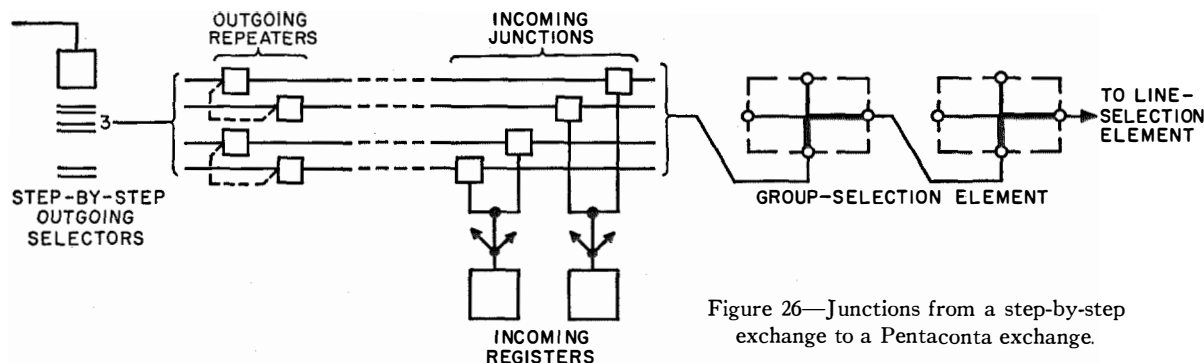 OUTGOING
REPEATERS
INCOMING
JUNCTIONS
3
STEP-BY-STEP
OUTGOING
SELECTORS
INCOMING
REGISTERS
GROUP-SELECTION ELEMENT
TO LINE-
SELECTION
ELEMENT
Figure 26—Junctions from a step-by-step
exchange to a Pentaconta exchange.